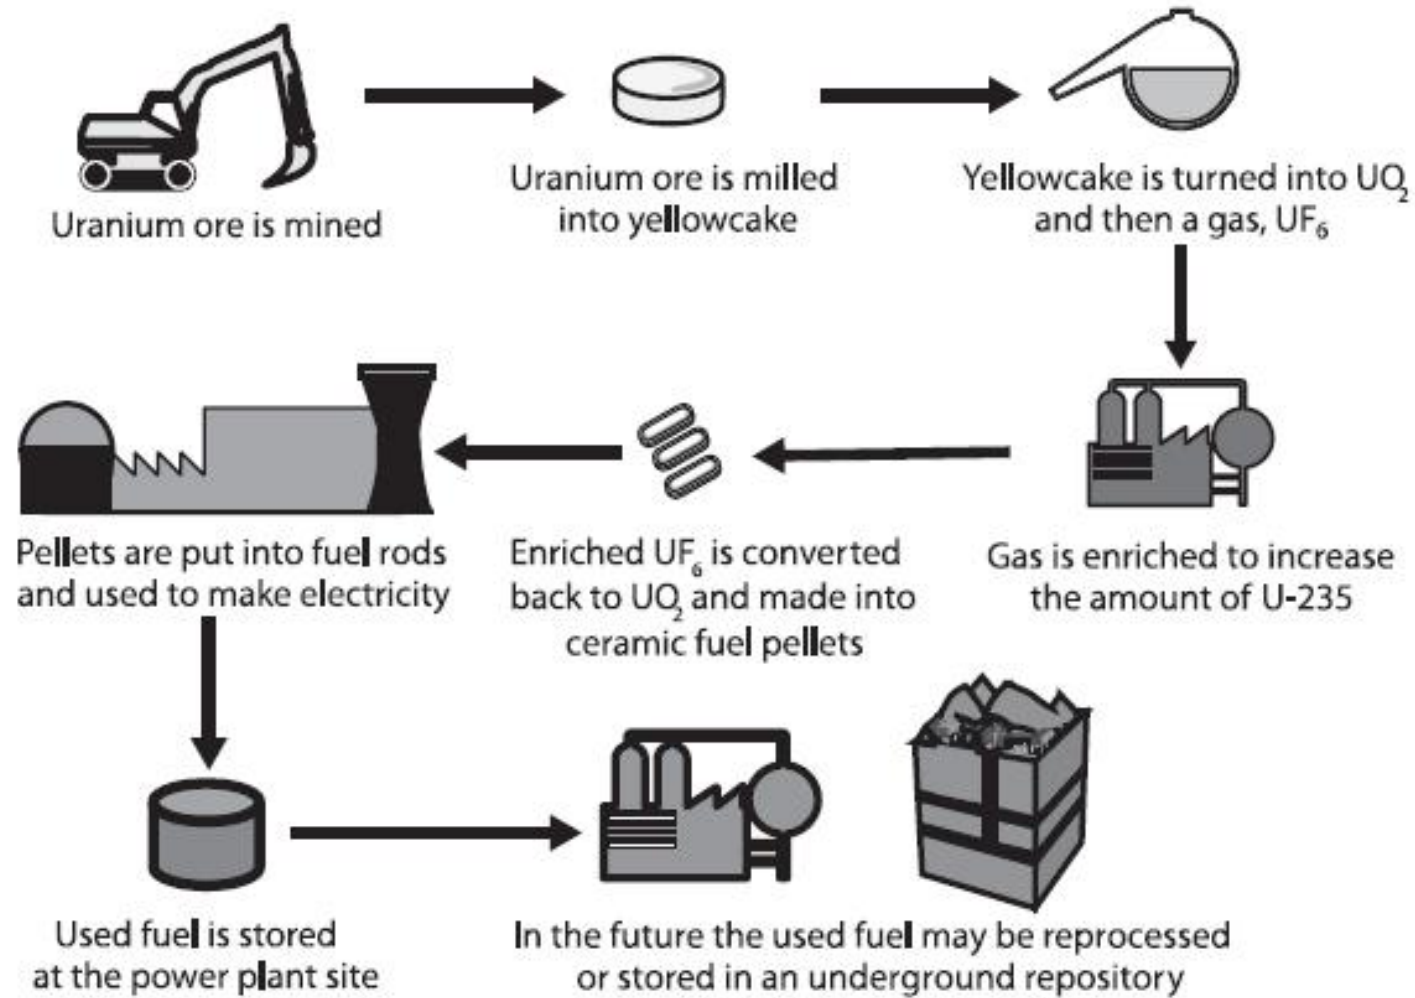 Uranium ore is mined
Uranium ore is milled
into yellowcake
Yellowcake is turned into UO₂
and then a gas, UF₆
Gas is enriched to increase
the amount of U-235
Enriched UF₆ is converted
back to UO₂ and made into
ceramic fuel pellets
Pellets are put into fuel rods
and used to make electricity
Used fuel is stored
at the power plant site
In the future the used fuel may be reprocessed
or stored in an underground repository